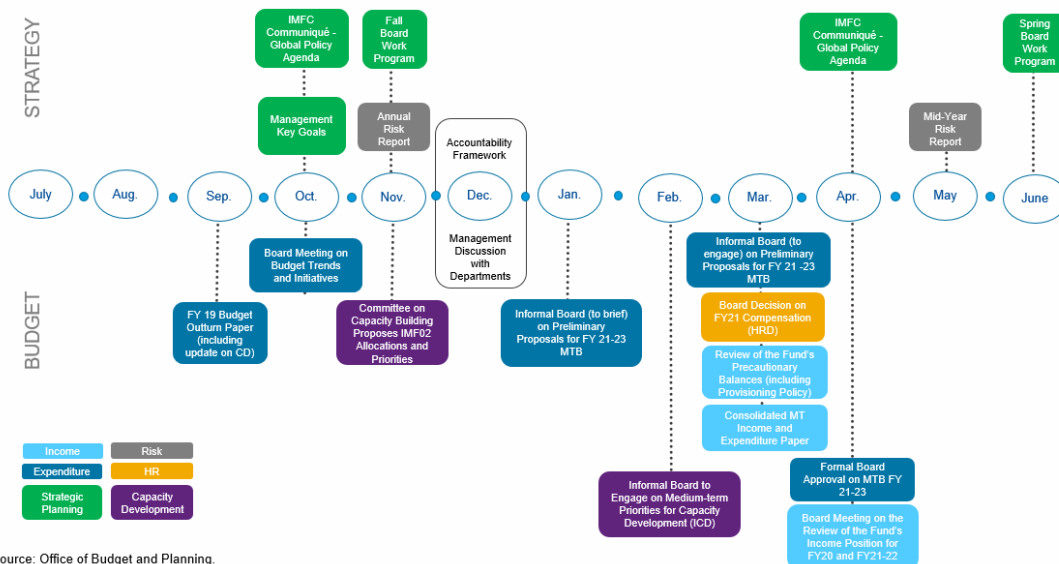 STRATEGY
IMFC
Communiqué -
Global Policy
Agenda
Management
Key Goals
Fall
Board
Work
Program
Annual
Risk
Report
Accountability
Framework
IMFC
Communiqué -
Global Policy
Agenda
Mid-Year
Risk
Report
Spring
Board
Work
Program
July
Aug.
Sep.
Oct.
Nov.
Dec.
Jan.
Feb.
Mar.
Apr.
May
June
BUDGET
FY 19 Budget
Outturn Paper
(including
update on CD)
Board Meeting on
Budget Trends
and Initiatives
Committee on
Capacity Building
Proposes IMF02
Allocations and
Priorities
Management
Discussion
with
Departments
Informal Board (to brief)
on Preliminary
Proposals for FY 21-23
MTB
Informal Board to
Engage on Medium-term
Priorities for Capacity
Development (ICD)
Informal Board (to
engage) on Preliminary
Proposals for FY 21 -23
MTB
Board Decision on
FY21 Compensation
(HRD)
Review of the Fund's
Precautionary
Balances (including
Provisioning Policy)
Consolidated MT
Income and
Expenditure Paper
Formal Board
Approval on MTB FY
21-23
Board Meeting on the
Review of the Fund's
Income Position for
FY20 and FY21-22
Income
Risk
Expenditure
HR
Strategic
Planning
Capacity
Development
ource: Office of Budget and Planning.